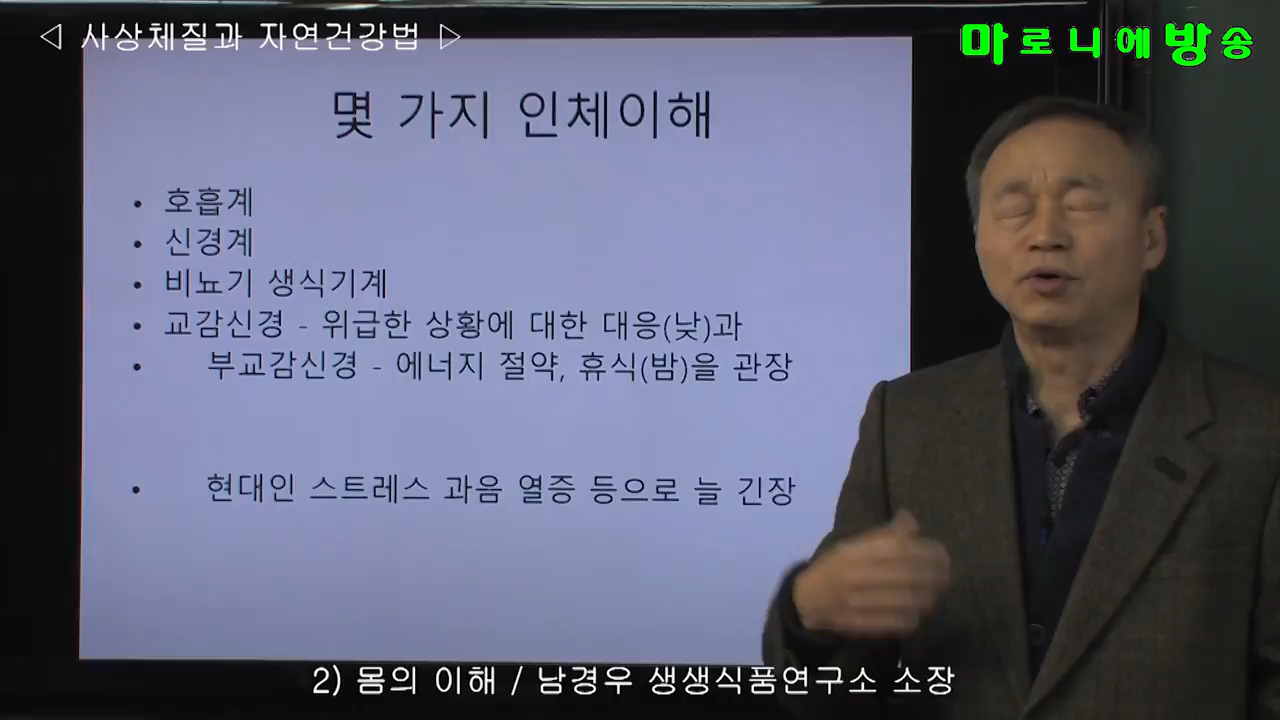 ◁ 사상체질과 자연건강법 ▷
마로니에방송
몇 가지 인체이해
• 호흡계
• 신경계
• 비뇨기 생식기계
• 교감신경 - 위급한 상황에 대한 대응(낮)과
• 부교감신경 - 에너지 절약, 휴식(밤)을 관장
• 현대인 스트레스 과음 열증 등으로 늘 긴장
2) 몸의 이해 / 남경우 생생식품연구소 소장